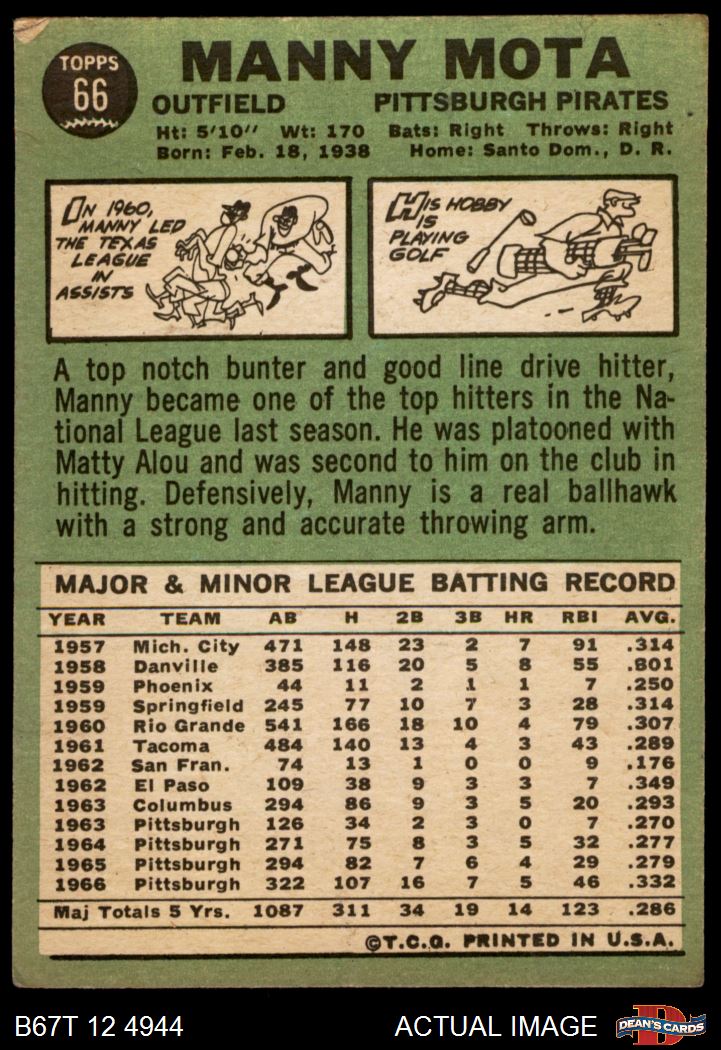 TOPPS
66
MANNY MOTA
OUTFIELD PITTSBURGH PIRATES
Ht: 5'10" Wt: 170 Bats: Right Throws: Right
Born: Feb. 18, 1938 Home: Santo Dom., D. R.
IN 1960,
MANNY LED
THE TEXAS
LEAGUE
IN
ASSISTS
HIS HOBBY
IS
PLAYING
GOLF
A top notch bunter and good line drive hitter,
Manny became one of the top hitters in the Na-
tional League last season. He was platooned with
Matty Alou and was second to him on the club in
hitting. Defensively, Manny is a real ballhawk
with a strong and accurate throwing arm.
MAJOR & MINOR LEAGUE BATTING RECORD
YEAR TEAM AB H 2B 3B HR RBI AVG.
1957 Mich. City 471 148 23 2 7 91 .314
1958 Danville 385 116 20 5 8 55 .801
1959 Phoenix 44 11 2 1 1 7 .250
1959 Springfield 245 77 10 7 3 28 .314
1960 Rio Grande 541 166 18 10 4 79 .307
1961 Tacoma 484 140 13 4 3 43 .289
1962 San Fran. 74 13 1 0 0 9 .176
1962 El Paso 109 38 9 3 3 7 .349
1963 Columbus 294 86 9 3 5 20 .293
1963 Pittsburgh 126 34 2 3 0 7 .270
1964 Pittsburgh 271 75 8 3 5 32 .277
1965 Pittsburgh 294 82 7 6 4 29 .279
1966 Pittsburgh 322 107 16 7 5 46 .332
Maj Totals 5 Yrs. 1087 311 34 19 14 123 .286
©T.C.G. PRINTED IN U.S.A.
B67T 12 4944 ACTUAL IMAGE
DEAN'S CARDS